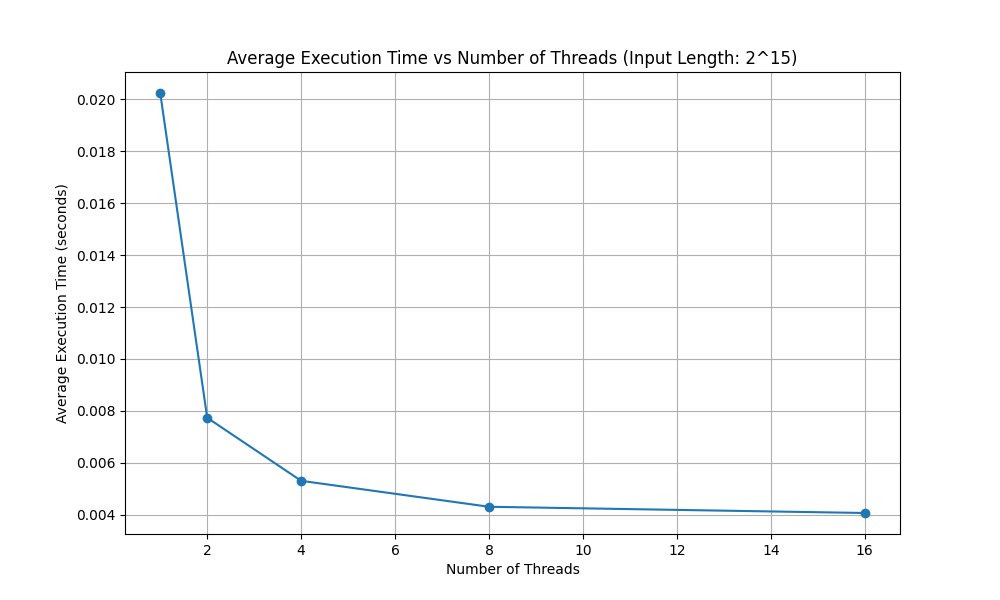 Average Execution Time vs Number of Threads (Input Length: 2^15)
0.020
0.018
0.016
0.014
0.012
0.010
0.008
0.006
0.004
Average Execution Time (seconds)
2 4 6 8 10 12 14 16
Number of Threads